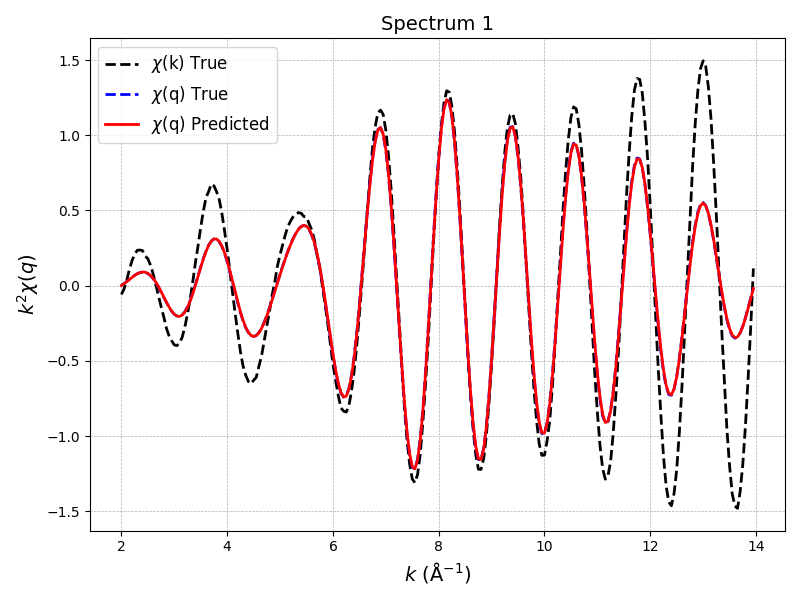 Spectrum 1
χ(k) True
χ(q) True
χ(q) Predicted
k²χ(q)
1.5
1.0
0.5
0.0
−0.5
−1.0
−1.5
2 4 6 8 10 12 14
k (Å⁻¹)